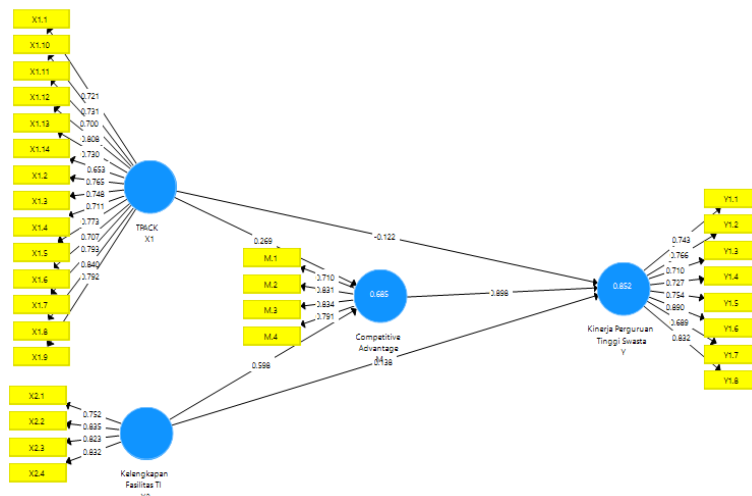 X1.1
X1.10
X1.11
X1.12
X1.13
X1.14
X1.2
X1.3
X1.4
X1.5
X1.6
X1.7
X1.8
X1.9
0.721
0.731
0.700
0.808
0.730
0.653
0.765
0.748
0.711
0.773
0.707
0.793
0.840
0.792
TPACK
X1
0.269
-0.122
M.1
M.2
M.3
M.4
0.710
0.831
0.834
0.791
0.685
Competitive
Advantage
0.898
0.598
0.138
0.852
Kinerja Perguruan
Tinggi Swasta
Y
0.743
0.766
0.710
0.727
0.754
0.890
0.689
0.832
Y1.1
Y1.2
Y1.3
Y1.4
Y1.5
Y1.6
Y1.7
Y1.8
X2.1
X2.2
X2.3
X2.4
0.752
0.835
0.823
0.832
Kelengkapan
Fasilitas TI